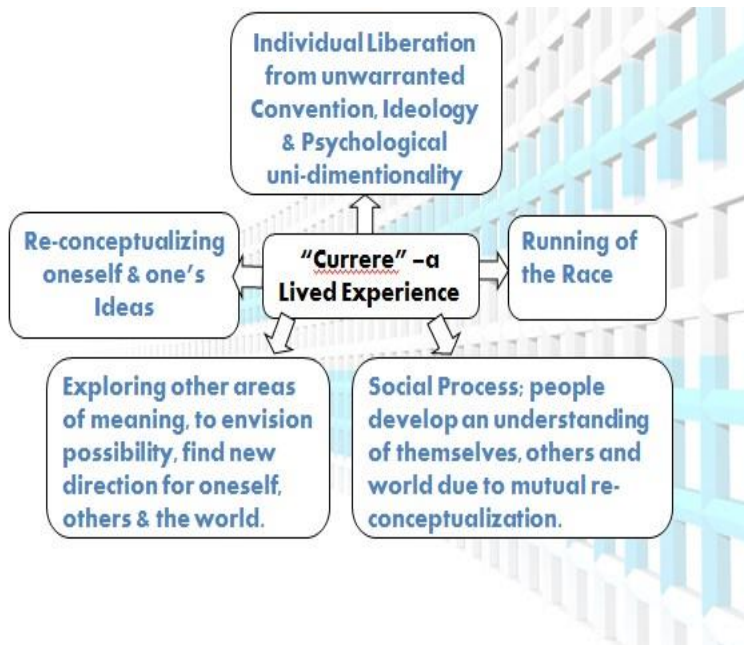 Individual Liberation
from unwarranted
Convention, Ideology
& Psychological
uni-dimentionality
Re-conceptualizing
oneself & one's
Ideas
"Currere" –a
Lived Experience
Running of
the Race
Exploring other areas
of meaning, to envision
possibility, find new
direction for oneself,
others & the world.
Social Process; people
develop an understanding
of themselves, others and
world due to mutual re-
conceptualization.